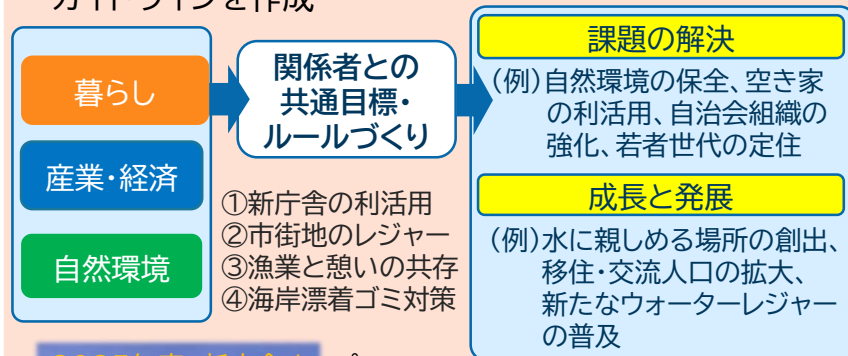 ガイドラインを作成
暮らし
産業・経済
自然環境
関係者との
共通目標・
ルールづくり
①新庁舎の利活用
②市街地のレジャー
③漁業と憩いの共存
④海岸漂着ゴミ対策
課題の解決
(例)自然環境の保全、空き家
の利活用、自治会組織の
強化、若者世代の定住
成長と発展
(例)水に親しめる場所の創出、
移住・交流人口の拡大、
新たなウォーターレジャー
の普及